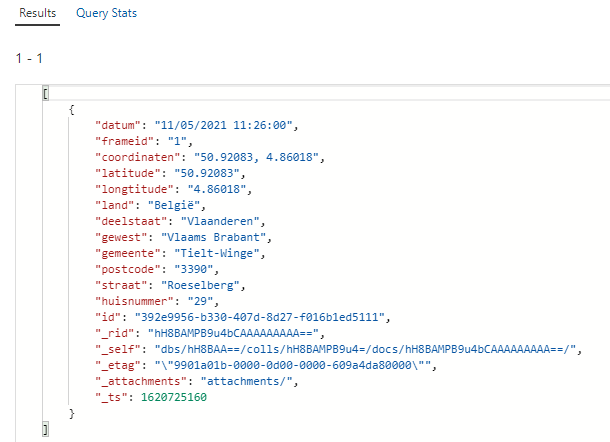 Results Query Stats
1 - 1
[
{
"datum": "11/05/2021 11:26:00",
"frameid": "1",
"coordinaten": "50.92083, 4.86018",
"latitude": "50.92083",
"longtitude": "4.86018",
"land": "België",
"deelstaat": "Vlaanderen",
"gewest": "Vlaams Brabant",
"gemeente": "Tielt-Winge",
"postcode": "3390",
"straat": "Roeselberg",
"huisnummer": "29",
"id": "392e9956-b330-407d-8d27-f016b1ed5111",
"_rid": "hH8BAMPB9u4bCAAAAAAAAA==",
"_self": "dbs/hH8BAA==/colls/hH8BAMPB9u4=/docs/hH8BAMPB9u4bCAAAAAAAAA==/",
"_etag": "\"9901a01b-0000-0d00-0000-609a4da80000\"",
"_attachments": "attachments/",
"_ts": 1620725160
}
]